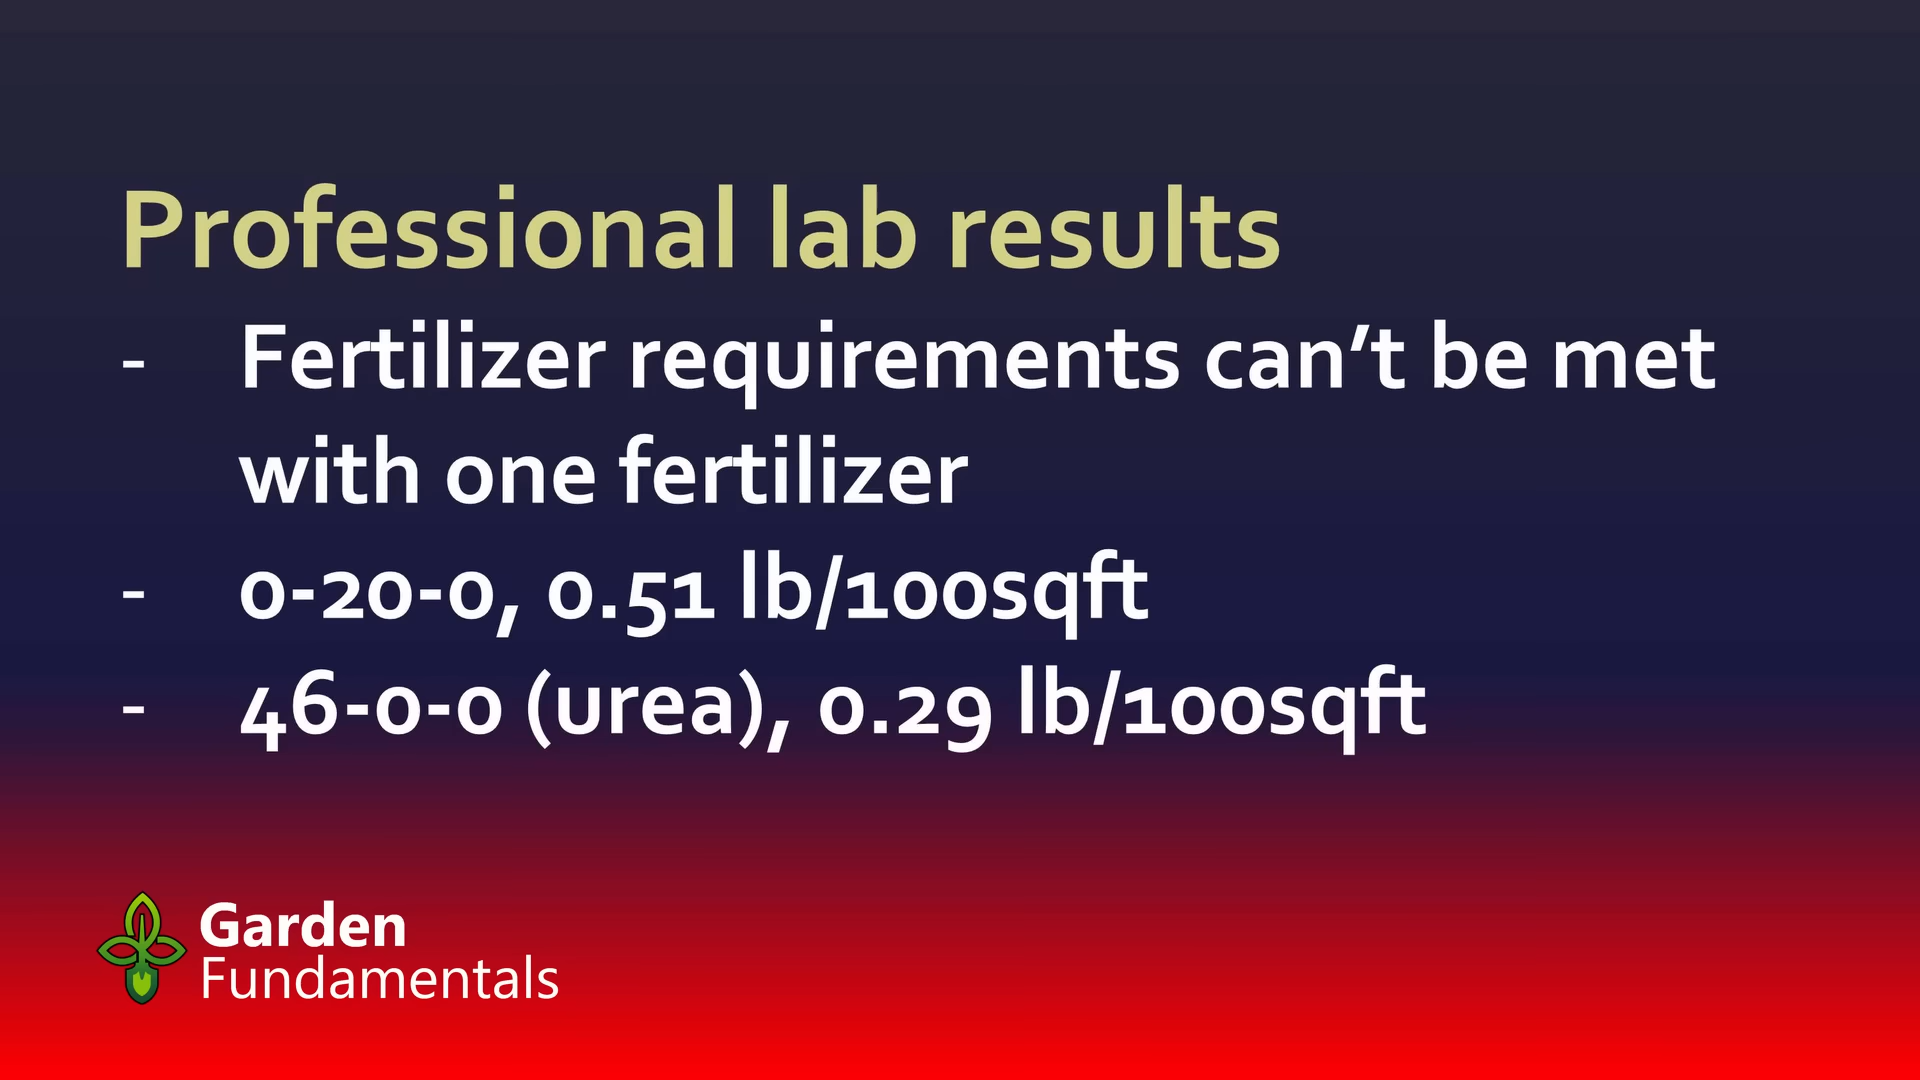 Professional lab results
- Fertilizer requirements can’t be met
with one fertilizer
- 0-20-0, 0.51 lb/100sqft
- 46-0-0 (urea), 0.29 lb/100sqft
Garden
Fundamentals